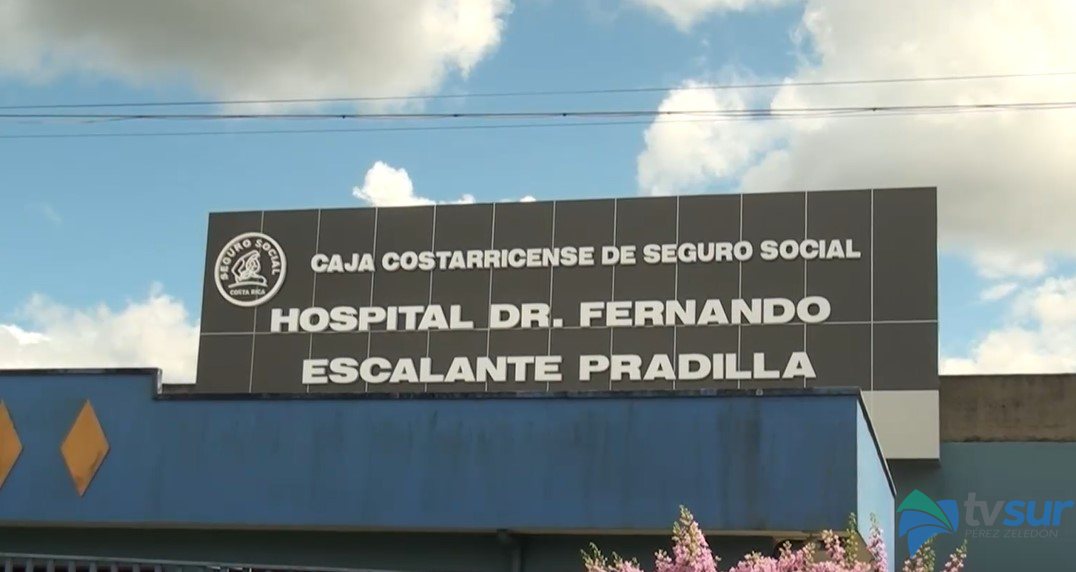 SEGURO SOCIAL
COSTA RICA
CAJA COSTARRICENSE DE SEGURO SOCIAL
HOSPITAL DR. FERNANDO
ESCALANTE PRADILLA
tvsur
PÉREZ ZELEDÓN